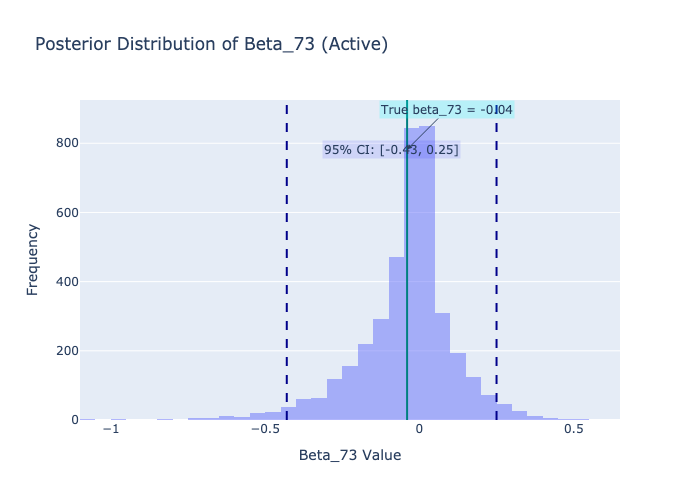 Posterior Distribution of Beta_73 (Active)
True beta_73 = -0.04
95% CI: [-0.43, 0.25]
800
600
400
200
0
Frequency
−1
−0.5
0
0.5
Beta_73 Value